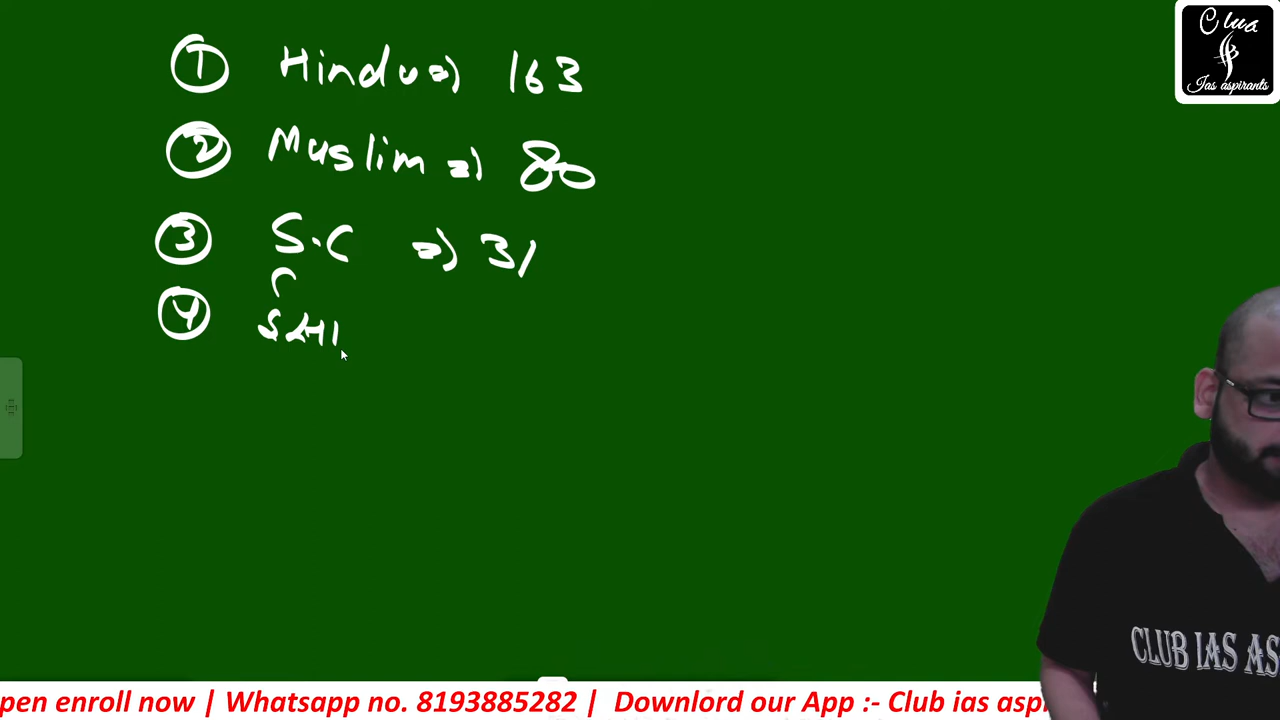 Club
Ias aspirants
① Hindu ⇒ 163
② Muslim ⇒ 80
③ S.C ⇒ 31
④
CLUB IAS AS
pen enroll now | Whatsapp no. 8193885282 | Downlord our App :- Club ias asp